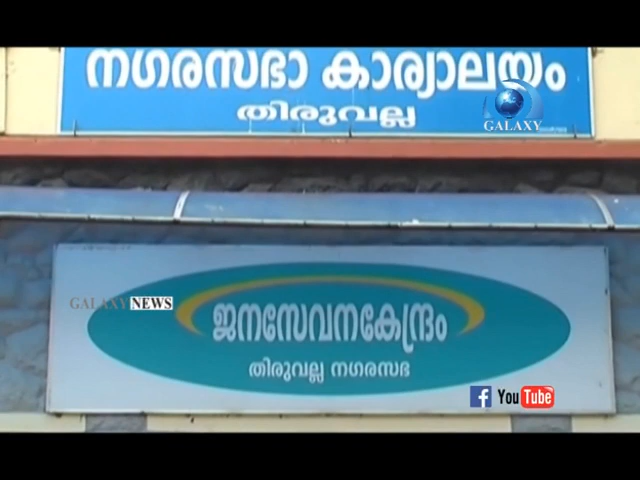 നഗരസഭാ കാര്യാലയം
തിരുവല്ല
GALAXY
GALAXY NEWS
ജനസേവനകേന്ദ്രം
തിരുവല്ല നഗരസഭ
f YouTube